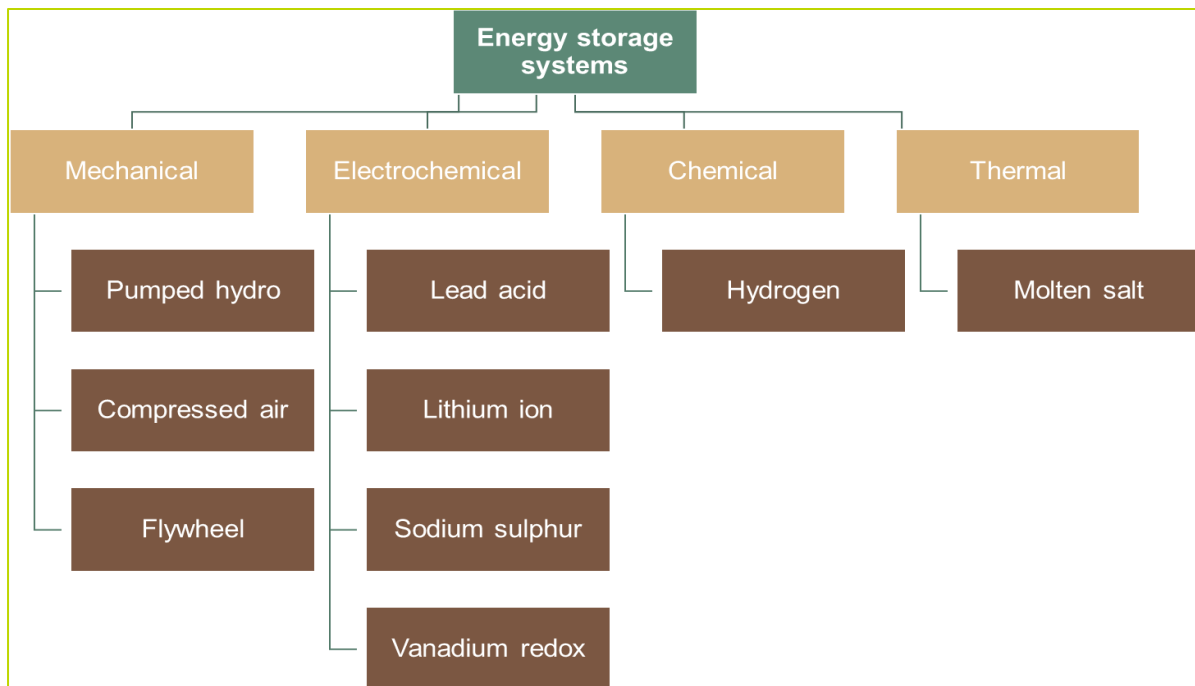 Energy storage
systems
Mechanical
Electrochemical
Chemical
Thermal
Pumped hydro
Lead acid
Hydrogen
Molten salt
Compressed air
Lithium ion
Flywheel
Sodium sulphur
Vanadium redox